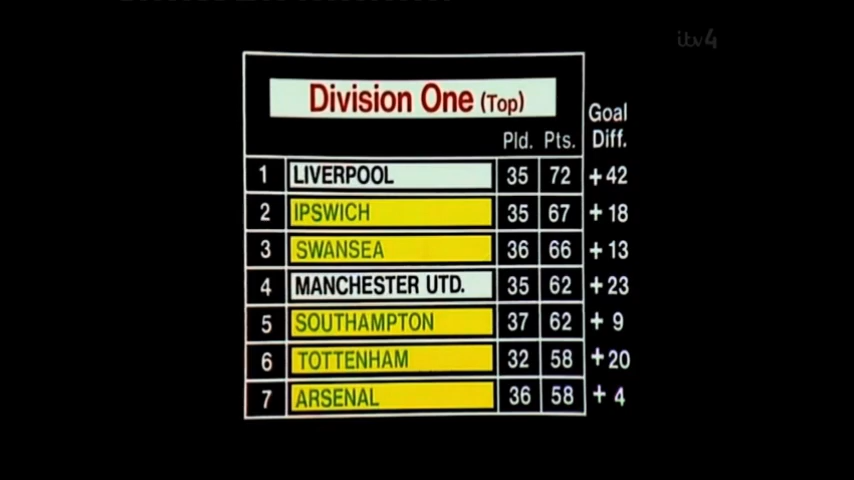 itv4
Division One (Top)
Goal
Pld. Pts. Diff.
1 LIVERPOOL 35 72 +42
2 IPSWICH 35 67 +18
3 SWANSEA 36 66 +13
4 MANCHESTER UTD. 35 62 +23
5 SOUTHAMPTON 37 62 + 9
6 TOTTENHAM 32 58 +20
7 ARSENAL 36 58 + 4